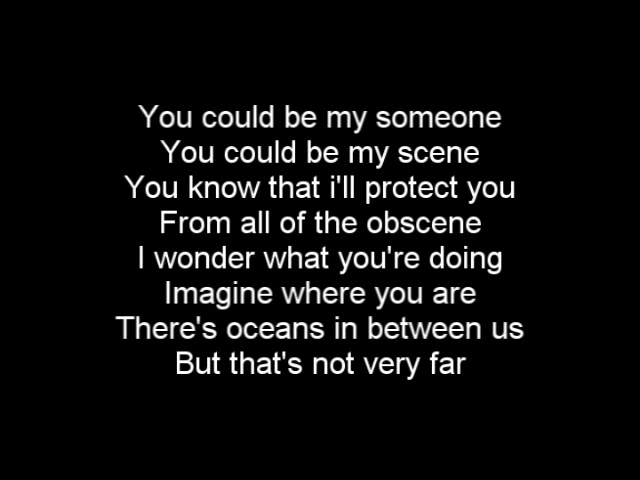 You could be my someone
You could be my scene
You know that i'll protect you
From all of the obscene
I wonder what you're doing
Imagine where you are
There's oceans in between us
But that's not very far